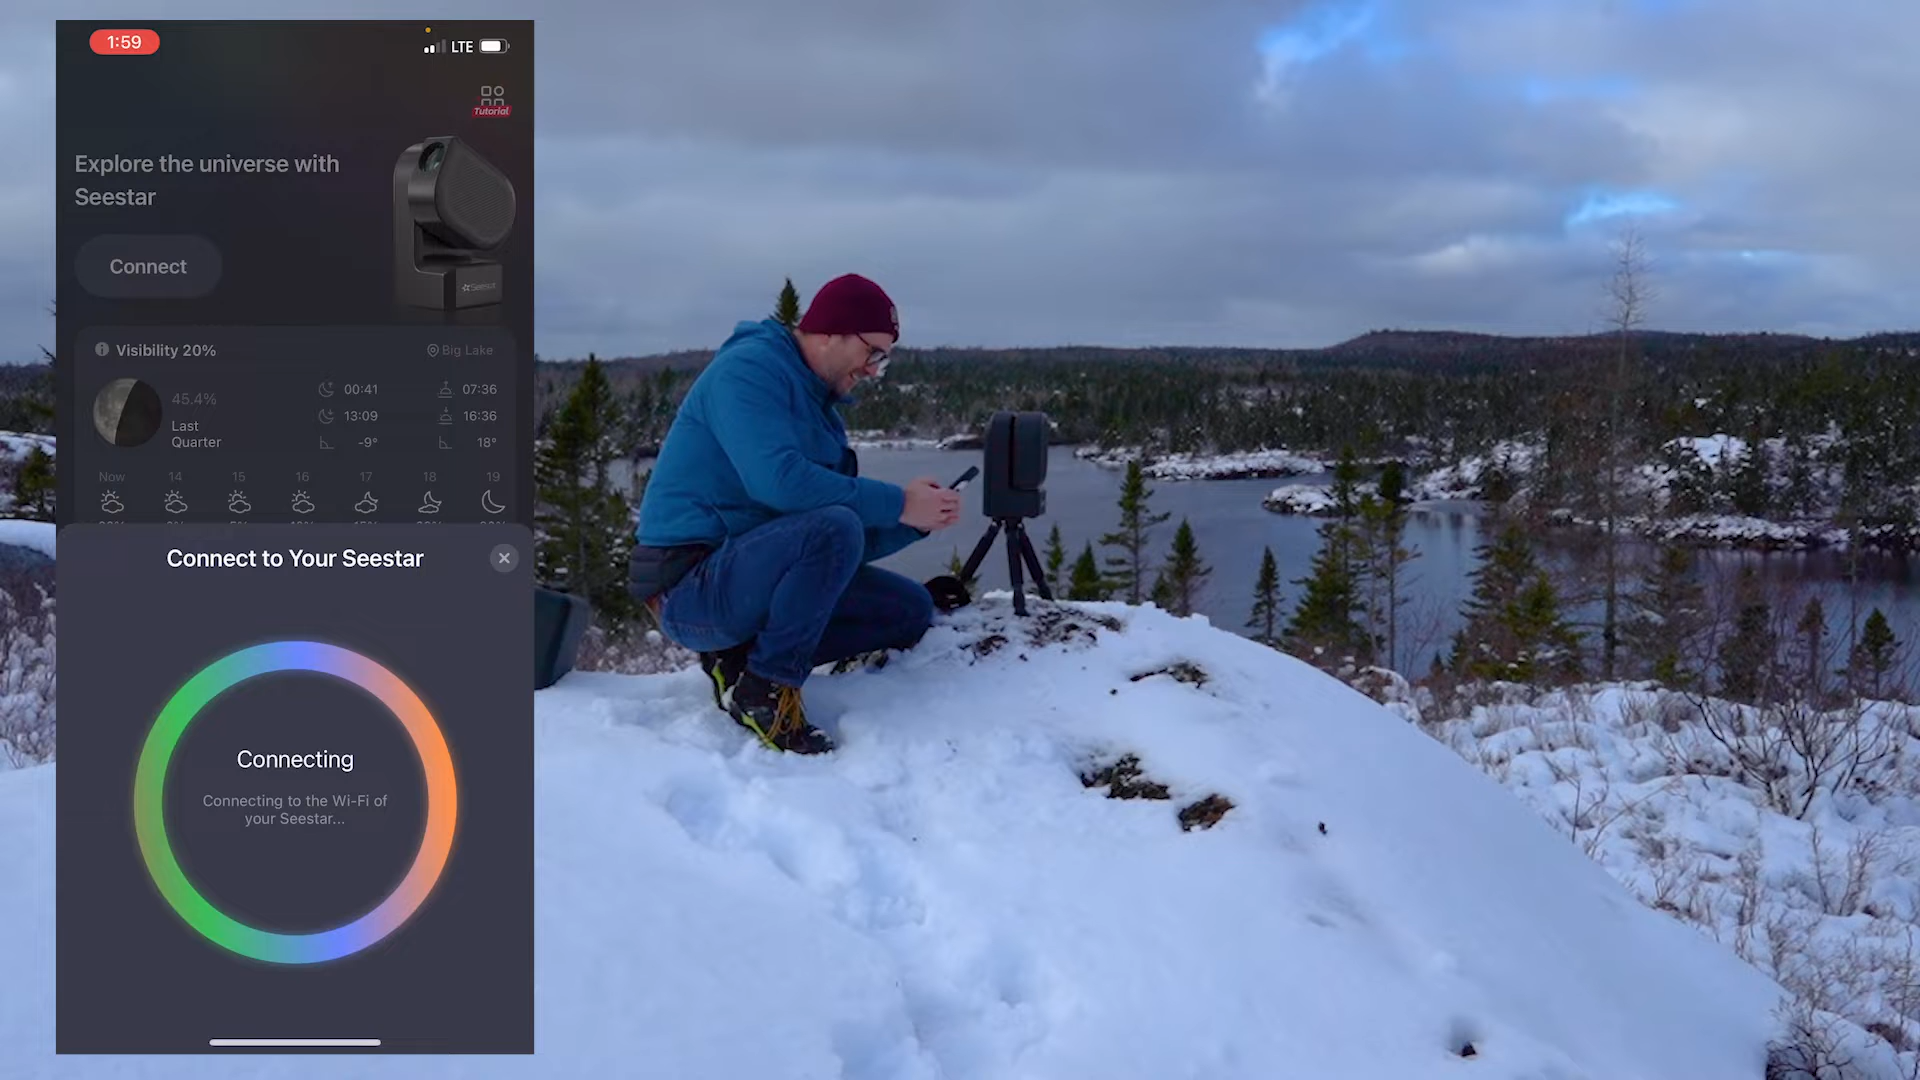 1:59
LTE
Tutorial
Explore the universe with
Seestar
Seestar
Connect
Visibility 20%
Big Lake
45.4%
Last
Quarter
00:41
07:36
13:09
16:36
-9°
18°
Now 14 15 16 17 18 19
Connect to Your Seestar
Connecting
Connecting to the Wi-Fi of
your Seestar...